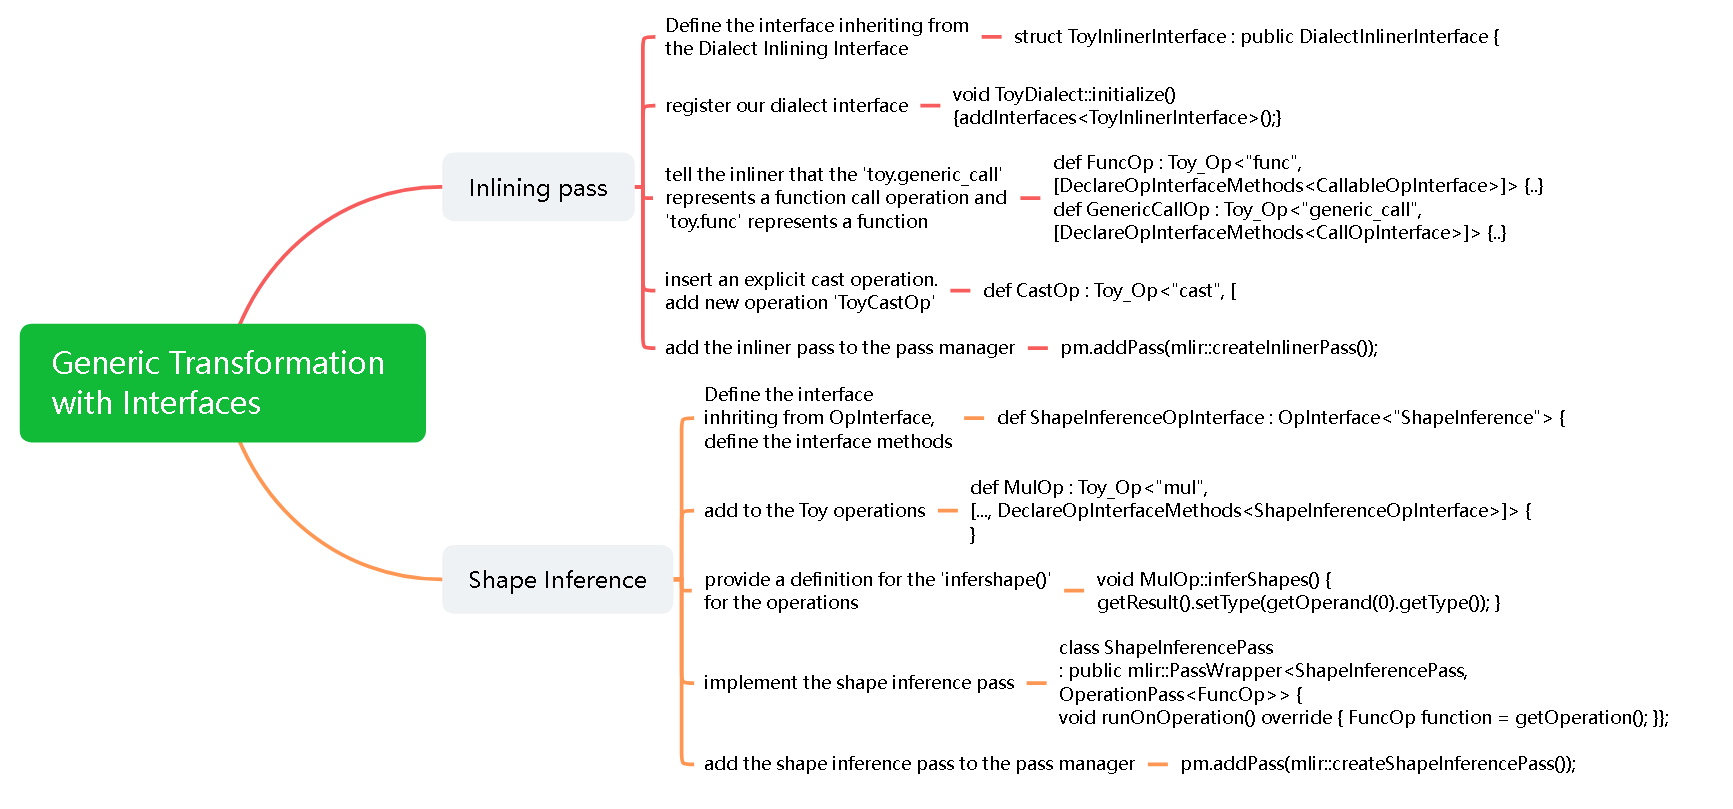 Generic Transformation
with Interfaces
Inlining pass
Define the interface inheriting from
the Dialect Inlining Interface
struct ToyInlinerInterface : public DialectInlinerInterface {
register our dialect interface
void ToyDialect::initialize()
{addInterfaces<ToyInlinerInterface>();}
tell the inliner that the 'toy.generic_call'
represents a function call operation and
'toy.func' represents a function
def FuncOp : Toy_Op<"func",
[DeclareOpInterfaceMethods<CallableOpInterface>]> {..}
def GenericCallOp : Toy_Op<"generic_call",
[DeclareOpInterfaceMethods<CallOpInterface>]> {..}
insert an explicit cast operation.
add new operation 'ToyCastOp'
def CastOp : Toy_Op<"cast", [
add the inliner pass to the pass manager
pm.addPass(mlir::createInlinerPass());
Shape Inference
Define the interface
inhriting from OpInterface,
define the interface methods
def ShapeInferenceOpInterface : OpInterface<"ShapeInference"> {
add to the Toy operations
def MulOp : Toy_Op<"mul",
[..., DeclareOpInterfaceMethods<ShapeInferenceOpInterface>]> {
}
provide a definition for the 'infershape()'
for the operations
void MulOp::inferShapes() {
getResult().setType(getOperand(0).getType()); }
implement the shape inference pass
class ShapeInferencePass
: public mlir::PassWrapper<ShapeInferencePass,
OperationPass<FuncOp>> {
void runOnOperation() override { FuncOp function = getOperation(); }};
add the shape inference pass to the pass manager
pm.addPass(mlir::createShapeInferencePass());